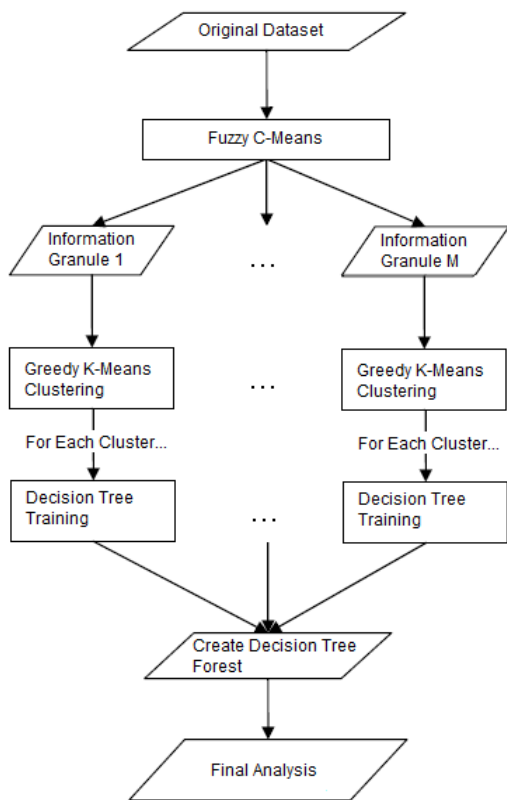 Original Dataset
Fuzzy C-Means
Information
Granule 1
...
Information
Granule M
Greedy K-Means
Clustering
...
Greedy K-Means
Clustering
For Each Cluster...
For Each Cluster...
Decision Tree
Training
...
Decision Tree
Training
Create Decision Tree
Forest
Final Analysis